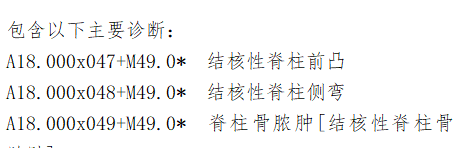 包含以下主要诊断：
A18.000x047+M49.0* 结核性脊柱前凸
A18.000x048+M49.0* 结核性脊柱侧弯
A18.000x049+M49.0* 脊柱骨脓肿[结核性脊柱骨